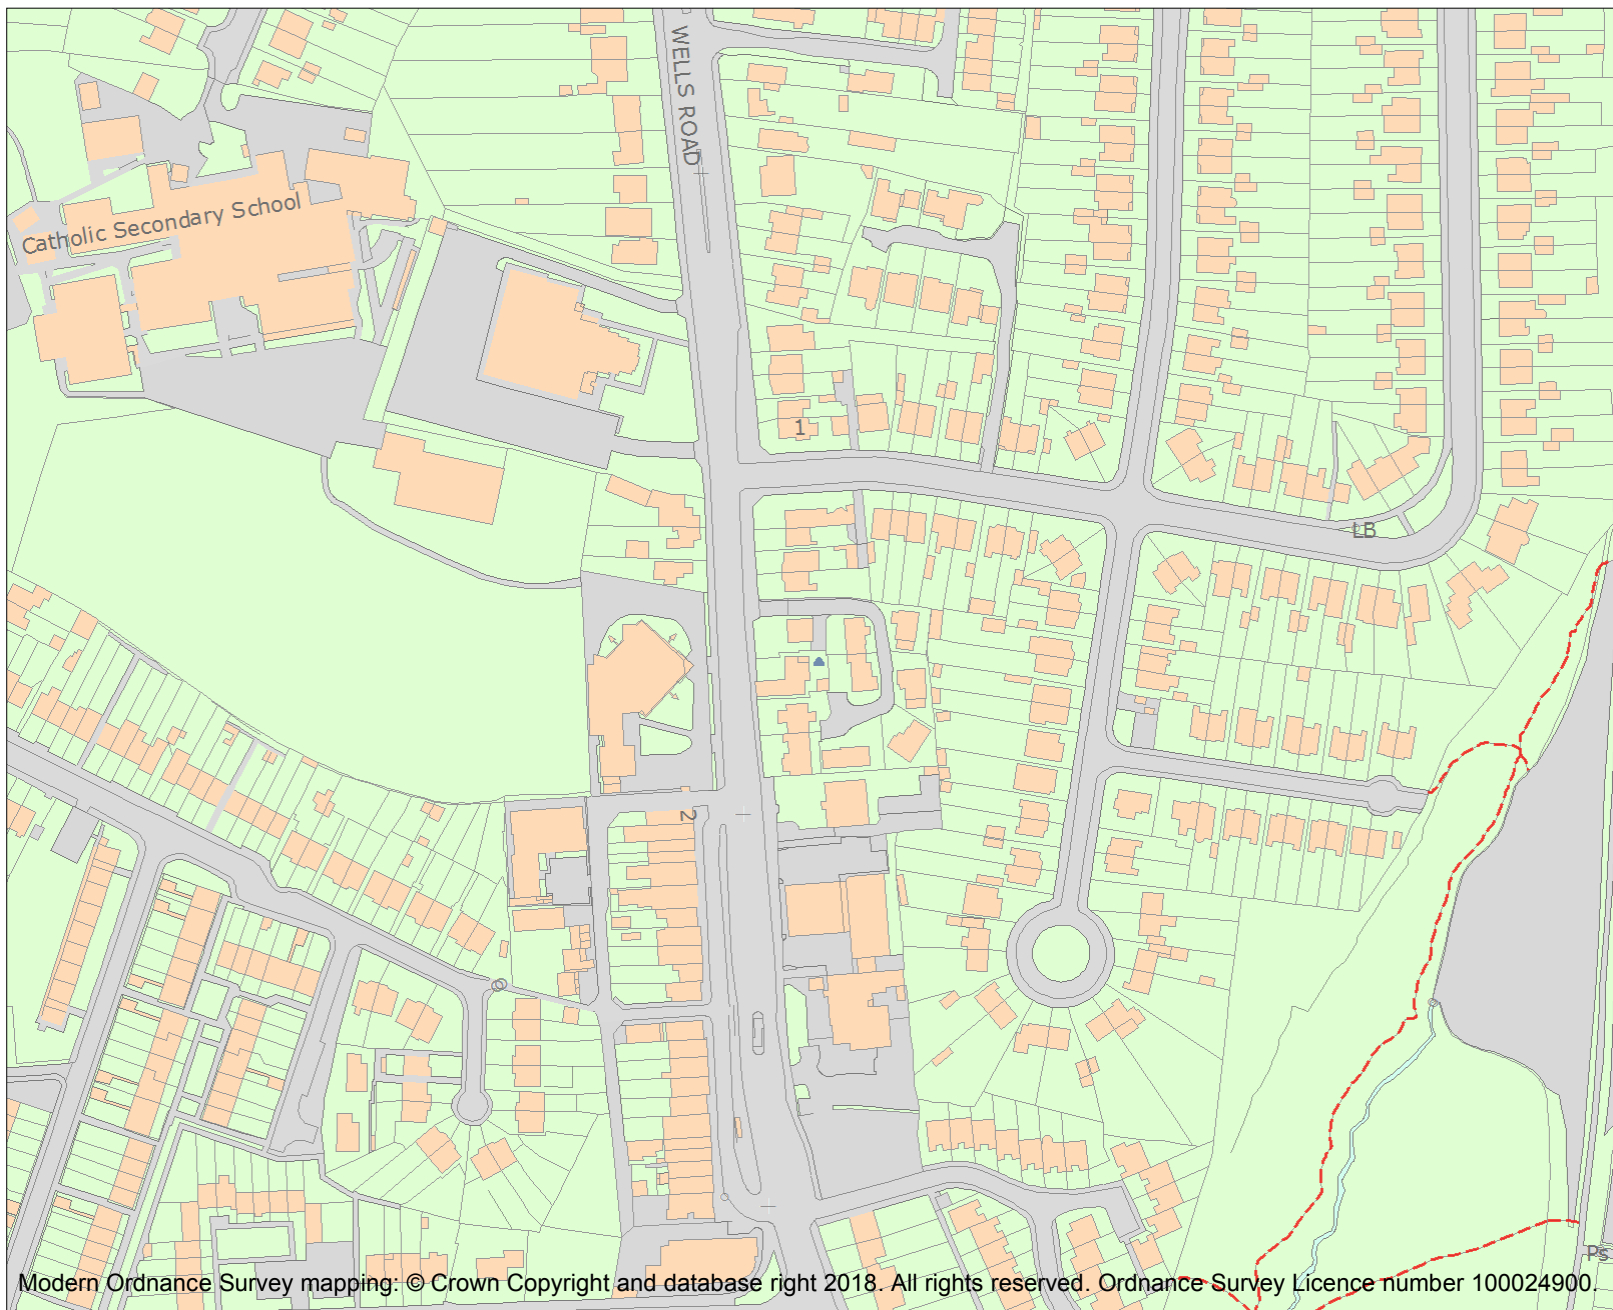 WELLS ROAD
Catholic Secondary School
1
LB
2
Ps
Modern Ordnance Survey mapping: © Crown Copyright and database right 2018. All rights reserved. Ordnance Survey Licence number 100024900.